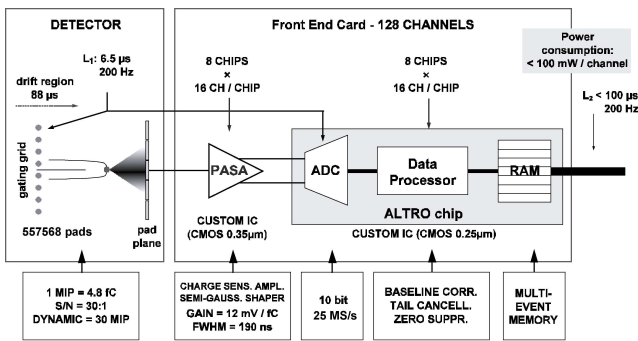 DETECTOR
L₁: 6.5 µs
200 Hz
drift region
88 µs
gating grid
557568 pads
pad
plane
Front End Card - 128 CHANNELS
8 CHIPS
×
16 CH / CHIP
8 CHIPS
×
16 CH / CHIP
Power
consumption:
< 100 mW / channel
L₂ < 100 µs
200 Hz
PASA
ADC
Data
Processor
RAM
ALTRO chip
CUSTOM IC
(CMOS 0.35µm)
CUSTOM IC (CMOS 0.25µm)
1 MIP = 4.8 fC
S/N = 30:1
DYNAMIC = 30 MIP
CHARGE SENS. AMPL.
SEMI-GAUSS. SHAPER
GAIN = 12 mV / fC
FWHM = 190 ns
10 bit
25 MS/s
BASELINE CORR.
TAIL CANCELL.
ZERO SUPPR.
MULTI-
EVENT
MEMORY